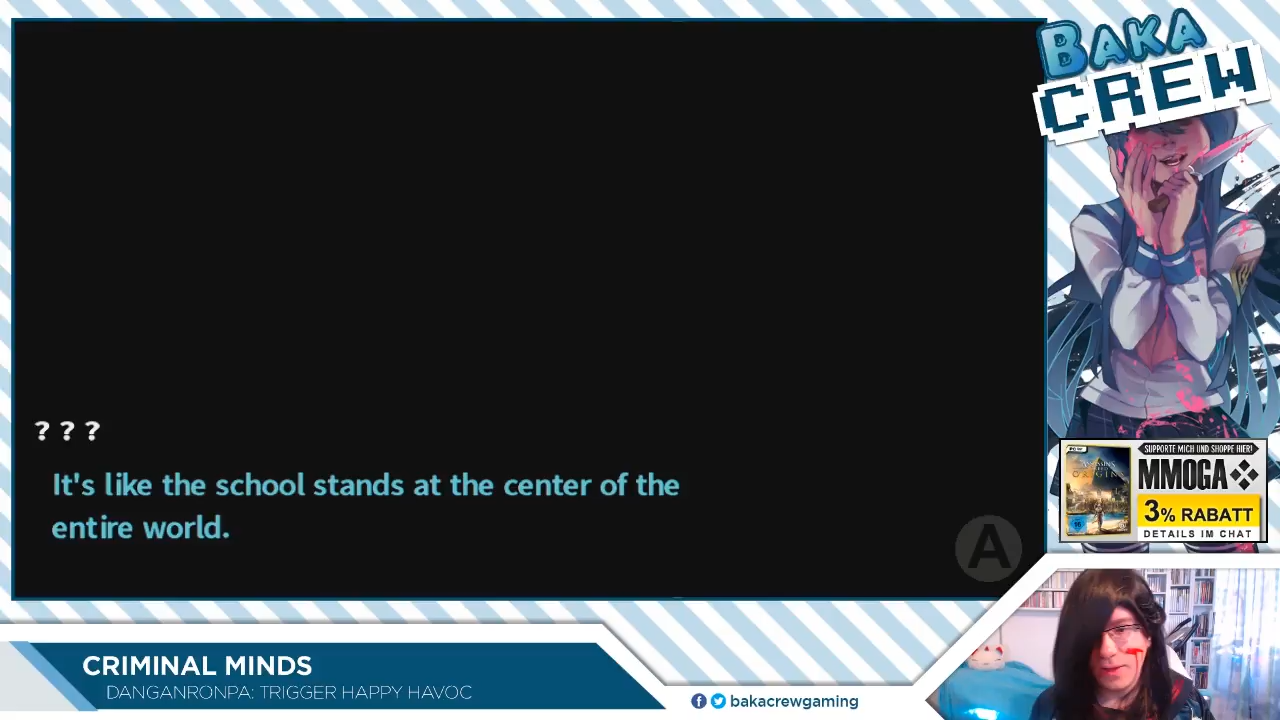 BAKA
CREW
? ? ?
It's like the school stands at the center of the
entire world.
A
SUPPORTE MICH UND SHOPPE HIER!
MMOGA
3% RABATT
DETAILS IM CHAT
ORIGINS
CRIMINAL MINDS
DANGANRONPA: TRIGGER HAPPY HAVOC
bakacrewgaming